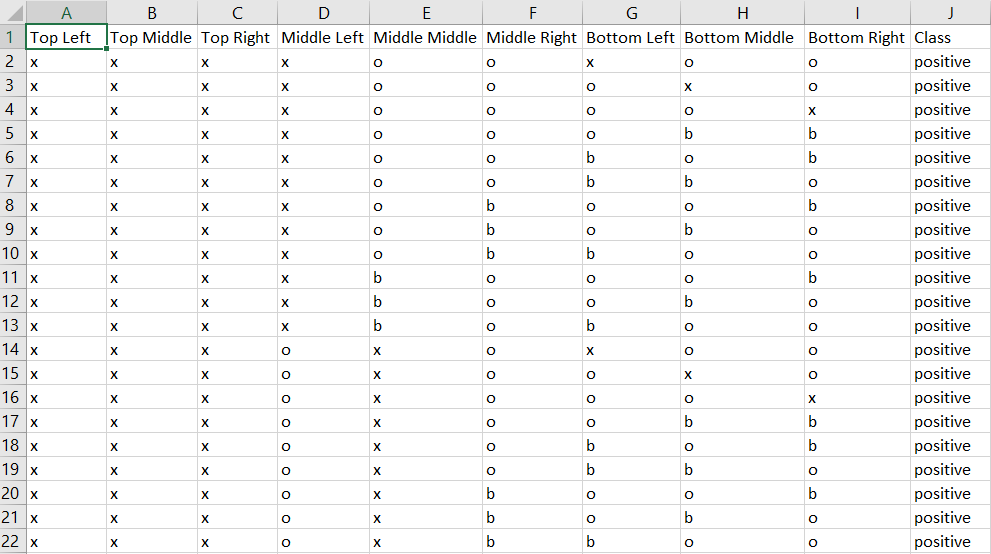 A B C D E F G H I J
1 Top Left Top Middle Top Right Middle Left Middle Middle Middle Right Bottom Left Bottom Middle Bottom Right Class
2 x x x x o o x o o positive
3 x x x x o o o x o positive
4 x x x x o o o o x positive
5 x x x x o o o b b positive
6 x x x x o o b o b positive
7 x x x x o o b b o positive
8 x x x x o b o o b positive
9 x x x x o b o b o positive
10 x x x x o b b o o positive
11 x x x x b o o o b positive
12 x x x x b o o b o positive
13 x x x x b o b o o positive
14 x x x o x o x o o positive
15 x x x o x o o x o positive
16 x x x o x o o o x positive
17 x x x o x o o b b positive
18 x x x o x o b o b positive
19 x x x o x o b b o positive
20 x x x o x b o o b positive
21 x x x o x b o b o positive
22 x x x o x b b o o positive